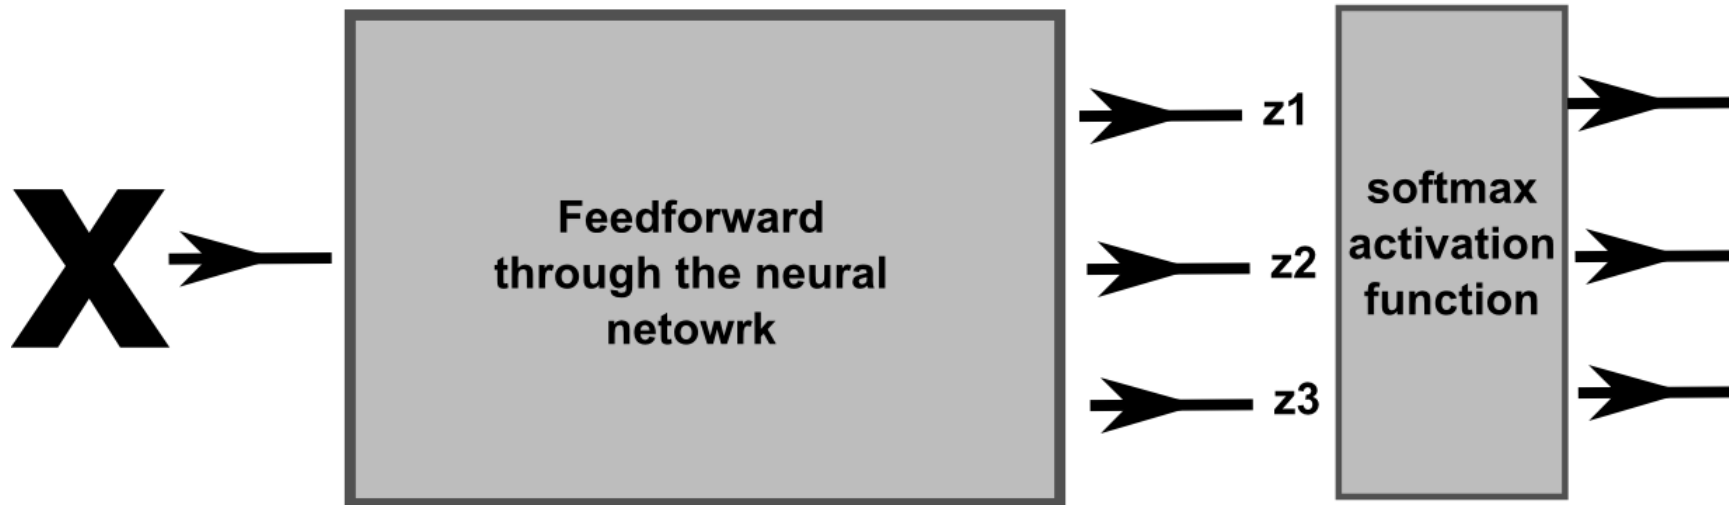 X
Feedforward
through the neural
netowrk
z1
z2
z3
softmax
activation
function